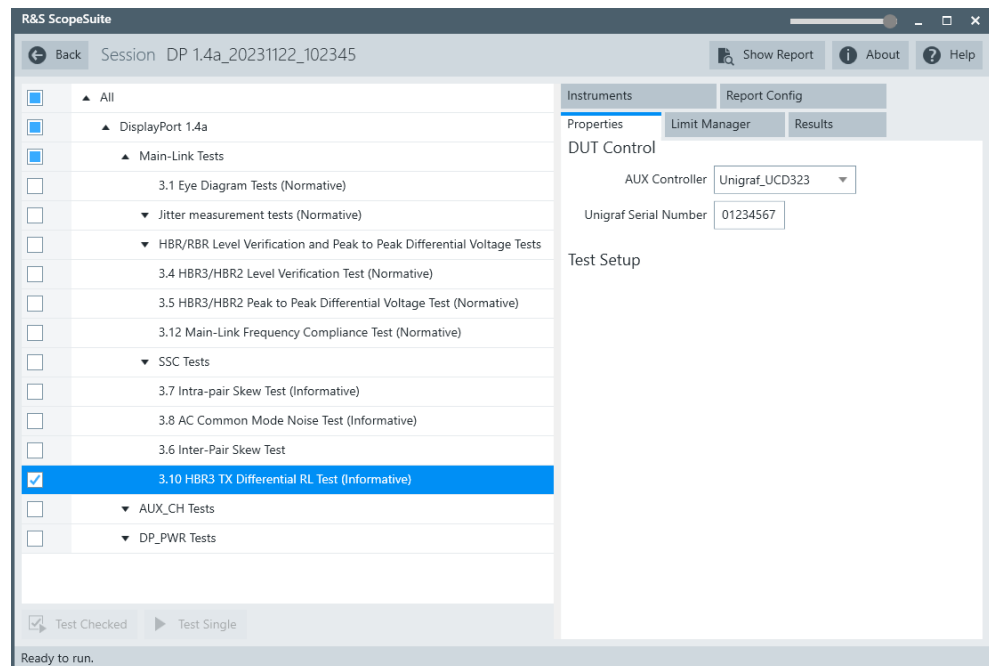 R&S ScopeSuite
Back Session DP 1.4a_20231122_102345 Show Report About Help
All
DisplayPort 1.4a
Main-Link Tests
3.1 Eye Diagram Tests (Normative)
Jitter measurement tests (Normative)
HBR/RBR Level Verification and Peak to Peak Differential Voltage Tests
3.4 HBR3/HBR2 Level Verification Test (Normative)
3.5 HBR3/HBR2 Peak to Peak Differential Voltage Test (Normative)
3.12 Main-Link Frequency Compliance Test (Normative)
SSC Tests
3.7 Intra-pair Skew Test (Informative)
3.8 AC Common Mode Noise Test (Informative)
3.6 Inter-Pair Skew Test
3.10 HBR3 TX Differential RL Test (Informative)
AUX_CH Tests
DP_PWR Tests
Test Checked Test Single
Instruments Report Config
Properties Limit Manager Results
DUT Control
AUX Controller Unigraf_UCD323
Unigraf Serial Number 01234567
Test Setup
Ready to run.